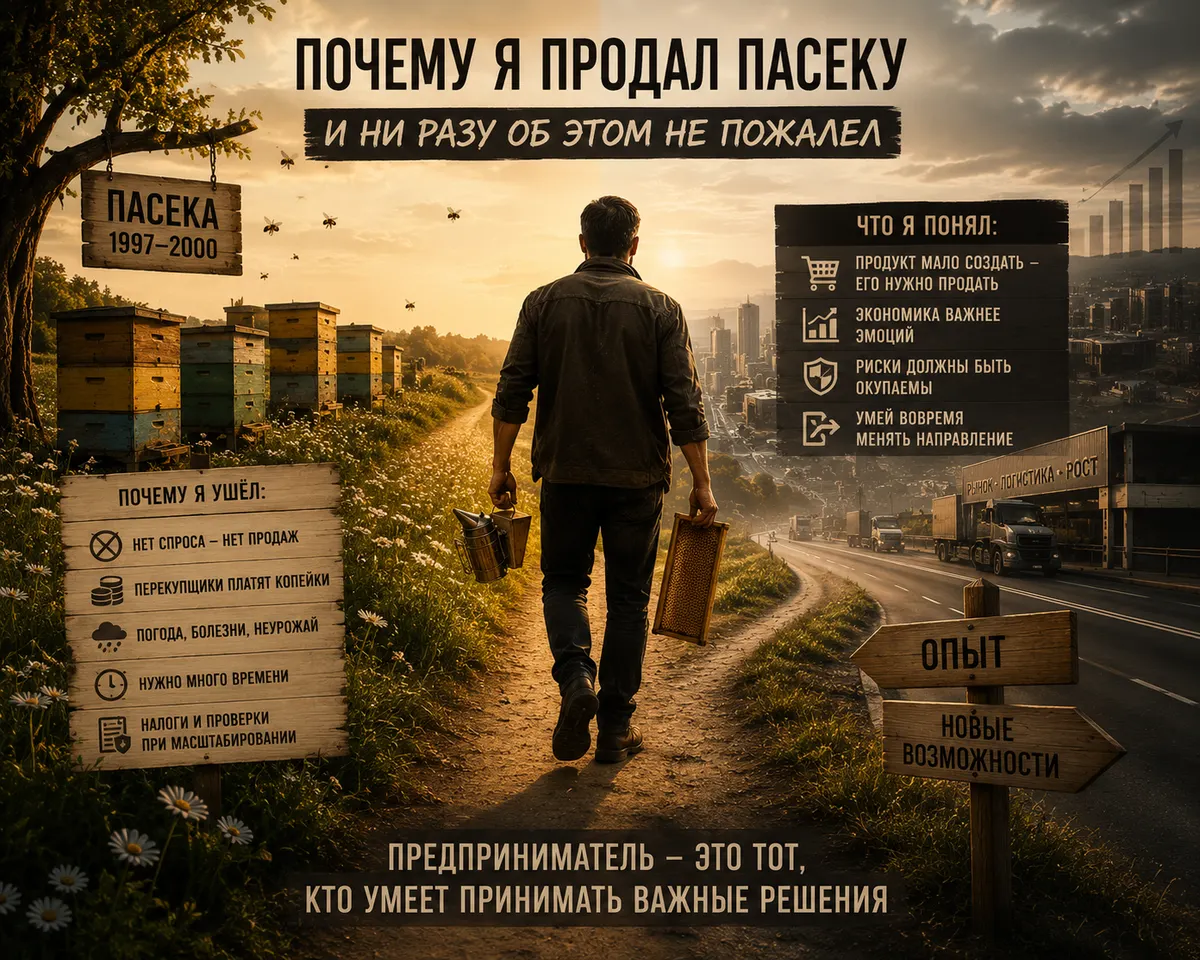 ПОЧЕМУ Я ПРОДАЛ ПАСЕКУ
И НИ РАЗУ ОБ ЭТОМ НЕ ПОЖАЛЕЛ
ПАСЕКА
1997–2000
ЧТО Я ПОНЯЛ:
ПРОДУКТ МАЛО СОЗДАТЬ –
ЕГО НУЖНО ПРОДАТЬ
ЭКОНОМИКА ВАЖНЕЕ
ЭМОЦИЙ
РИСКИ ДОЛЖНЫ БЫТЬ
ОКУПАЕМЫ
УМЕЙ ВОВРЕМЯ
МЕНЯТЬ НАПРАВЛЕНИЕ
РЫНОК - ЛОГИСТИКА - РОСТ
ПОЧЕМУ Я УШЁЛ:
НЕТ СПРОСА – НЕТ ПРОДАЖ
ПЕРЕКУПЩИКИ ПЛАТЯТ КОПЕЙКИ
ПОГОДА, БОЛЕЗНИ, НЕУРОЖАЙ
НУЖНО МНОГО ВРЕМЕНИ
НАЛОГИ И ПРОВЕРКИ
ПРИ МАСШТАБИРОВАНИИ
ОПЫТ
НОВЫЕ
ВОЗМОЖНОСТИ
ПРЕДПРИНИМАТЕЛЬ – ЭТО ТОТ,
КТО УМЕЕТ ПРИНИМАТЬ ВАЖНЫЕ РЕШЕНИЯ